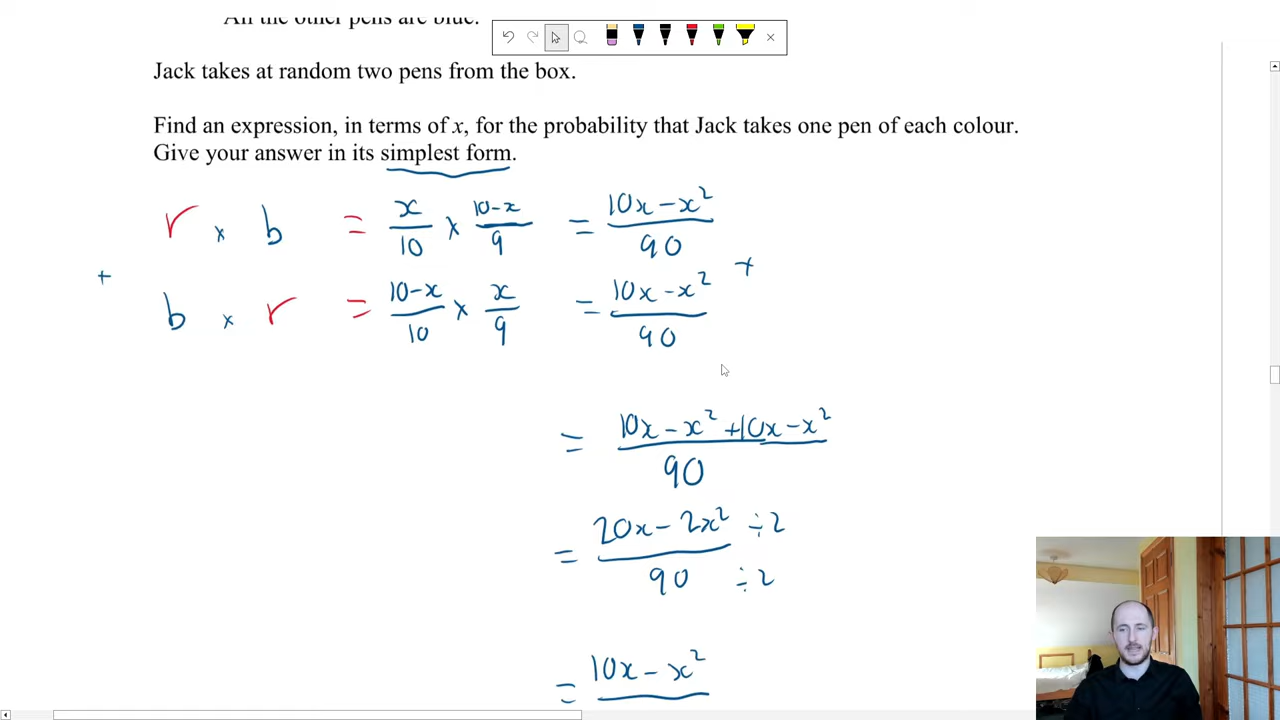 All the other pens are blue.
Jack takes at random two pens from the box.
Find an expression, in terms of x, for the probability that Jack takes one pen of each colour.
Give your answer in its simplest form.
r × b = x/10 × 10-x/9 = 10x-x²/90
+ +
b × r = 10-x/10 × x/9 = 10x-x²/90
= 10x-x²+10x-x²/90
= 20x-2x²/90 ÷2 ÷2
= 10x-x²